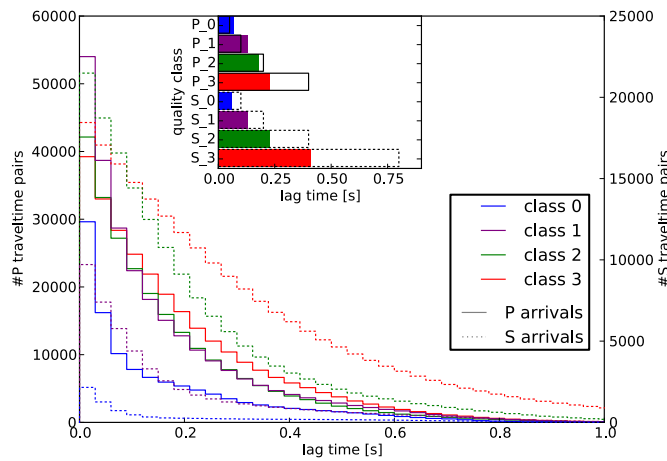 60000
50000
40000
30000
20000
10000
0
#P traveltime pairs
25000
20000
15000
10000
5000
0
#S traveltime pairs
0.0
0.2
0.4
0.6
0.8
1.0
lag time [s]
P_0
P_1
P_2
P_3
S_0
S_1
S_2
S_3
quality class
0.00
0.25
0.50
0.75
lag time [s]
class 0
class 1
class 2
class 3
P arrivals
S arrivals